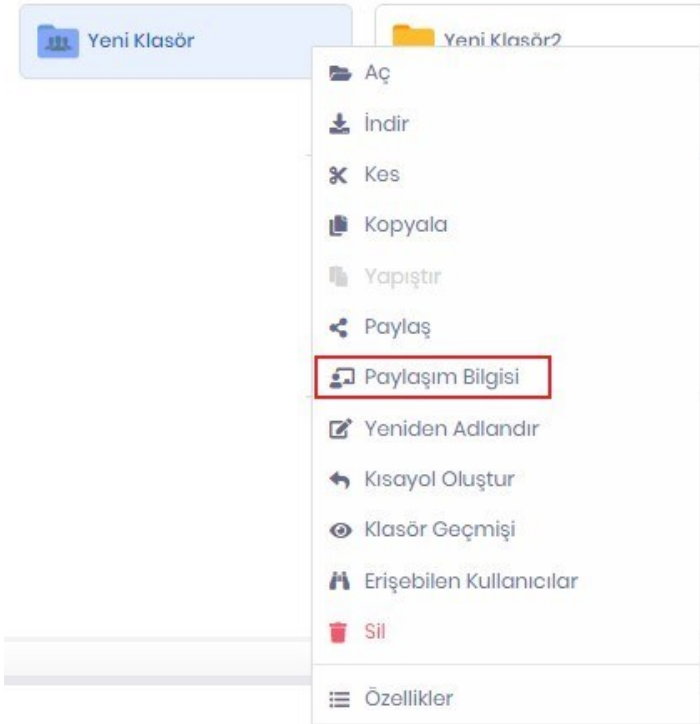 Yeni Klasör
Yeni Klasör2
Aç
İndir
Kes
Kopyala
Yapıştır
Paylaş
Paylaşım Bilgisi
Yeniden Adlandır
Kısayol Oluştur
Klasör Geçmişi
Erişebilen Kullanıcılar
Sil
Özellikler